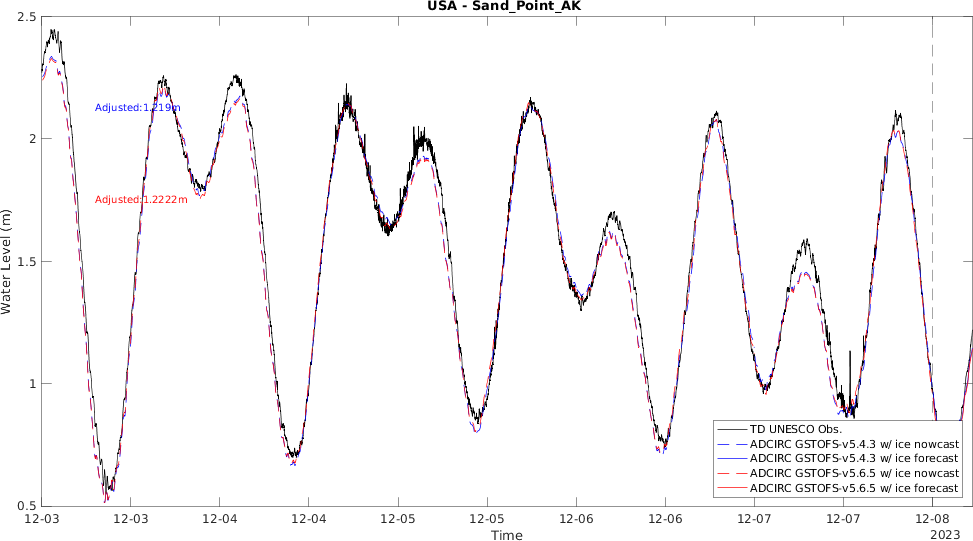 USA - Sand_Point_AK
2.5
2
1.5
1
0.5
Water Level (m)
Adjusted:1.219m
Adjusted:1.2222m
TD UNESCO Obs.
ADCIRC GSTOFS-v5.4.3 w/ ice nowcast
ADCIRC GSTOFS-v5.4.3 w/ ice forecast
ADCIRC GSTOFS-v5.6.5 w/ ice nowcast
ADCIRC GSTOFS-v5.6.5 w/ ice forecast
12-03 12-03 12-04 12-04 12-05 12-05 12-06 12-06 12-07 12-07 12-08
Time
2023